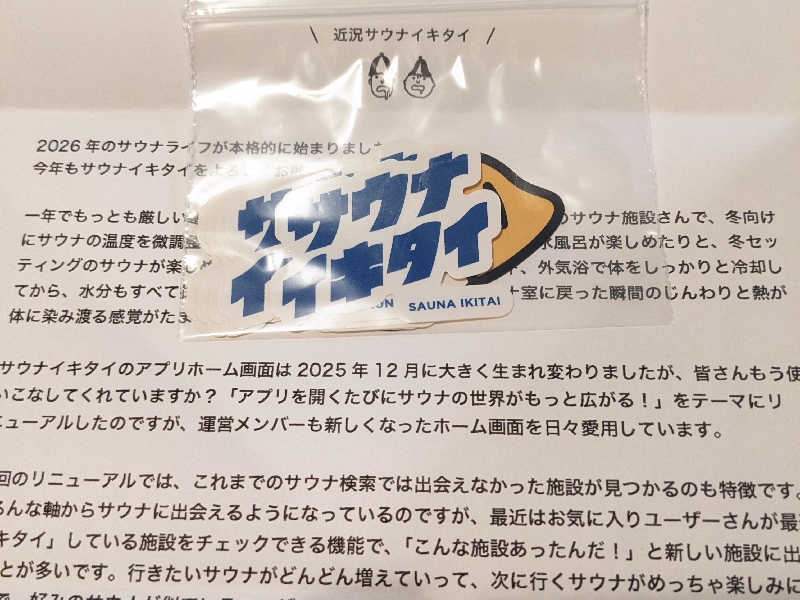 \ 近況サウナイキタイ /
2026年のサウナライフが本格的に始まりました
今年もサウナイキタイをよろ
一年でもっとも厳しい のサウナ施設さんで、冬向け
にサウナの温度を微調整 水風呂が楽しめたりと、冬セッ
ティングのサウナが楽し 、外気浴で体をしっかりと冷却し
てから、水分もすべて ナ室に戻った瞬間のじんわりと熱が
体に染み渡る感覚がたま
サウナ
イキタイ
SAUNA IKITAI
サウナイキタイのアプリホーム画面は2025年12月に大きく生まれ変わりましたが、皆さんもう使
いこなしてくれていますか？「アプリを開くたびにサウナの世界がもっと広がる！」をテーマにリ
ニューアルしたのですが、運営メンバーも新しくなったホーム画面を日々愛用しています。
回のリニューアルでは、これまでのサウナ検索では出会えなかった施設が見つかるのも特徴です。
ろんな軸からサウナに出会えるようになっているのですが、最近はお気に入りユーザーさんが最
キタイ」している施設をチェックできる機能で、「こんな施設あったんだ！」と新しい施設に出
とが多いです。行きたいサウナがどんどん増えていって、次に行くサウナがめっちゃ楽しみに